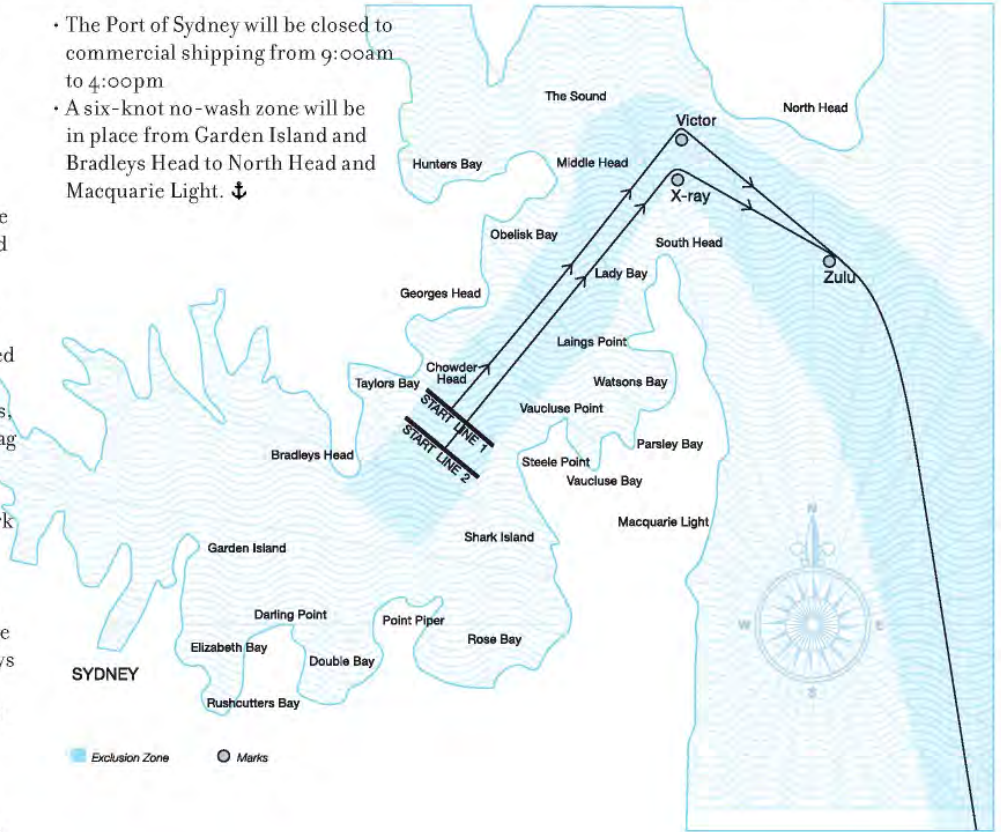 · The Port of Sydney will be closed to
commercial shipping from 9:00am
to 4:00pm
· A six-knot no-wash zone will be
in place from Garden Island and
Bradleys Head to North Head and
Macquarie Light.
The Sound
North Head
Victor
Hunters Bay
Middle Head
X-ray
Obelisk Bay
South Head
Lady Bay
Zulu
Georges Head
Laings Point
Chowder
Head
Taylors Bay
Watsons Bay
START LINE 1
Vaucluse Point
START LINE 2
Parsley Bay
Bradleys Head
Steele Point
Vaucluse Bay
Macquarie Light
N
Shark Island
Garden Island
Darling Point
Point Piper
W
E
Elizabeth Bay
Rose Bay
Double Bay
SYDNEY
S
Rushcutters Bay
Exclusion Zone
Marks